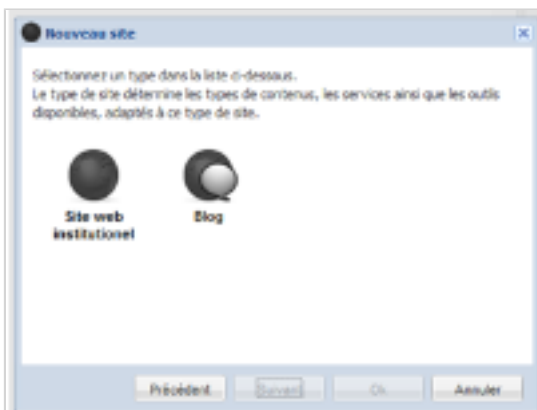 Nouveau site
Sélectionnez un type dans la liste ci-dessous.
Le type de site détermine les types de contenus, les services ainsi que les outils
disponibles, adaptés à ce type de site.
Site web
institutionel
Blog
Précédent
Suivant
Ok
Annuler